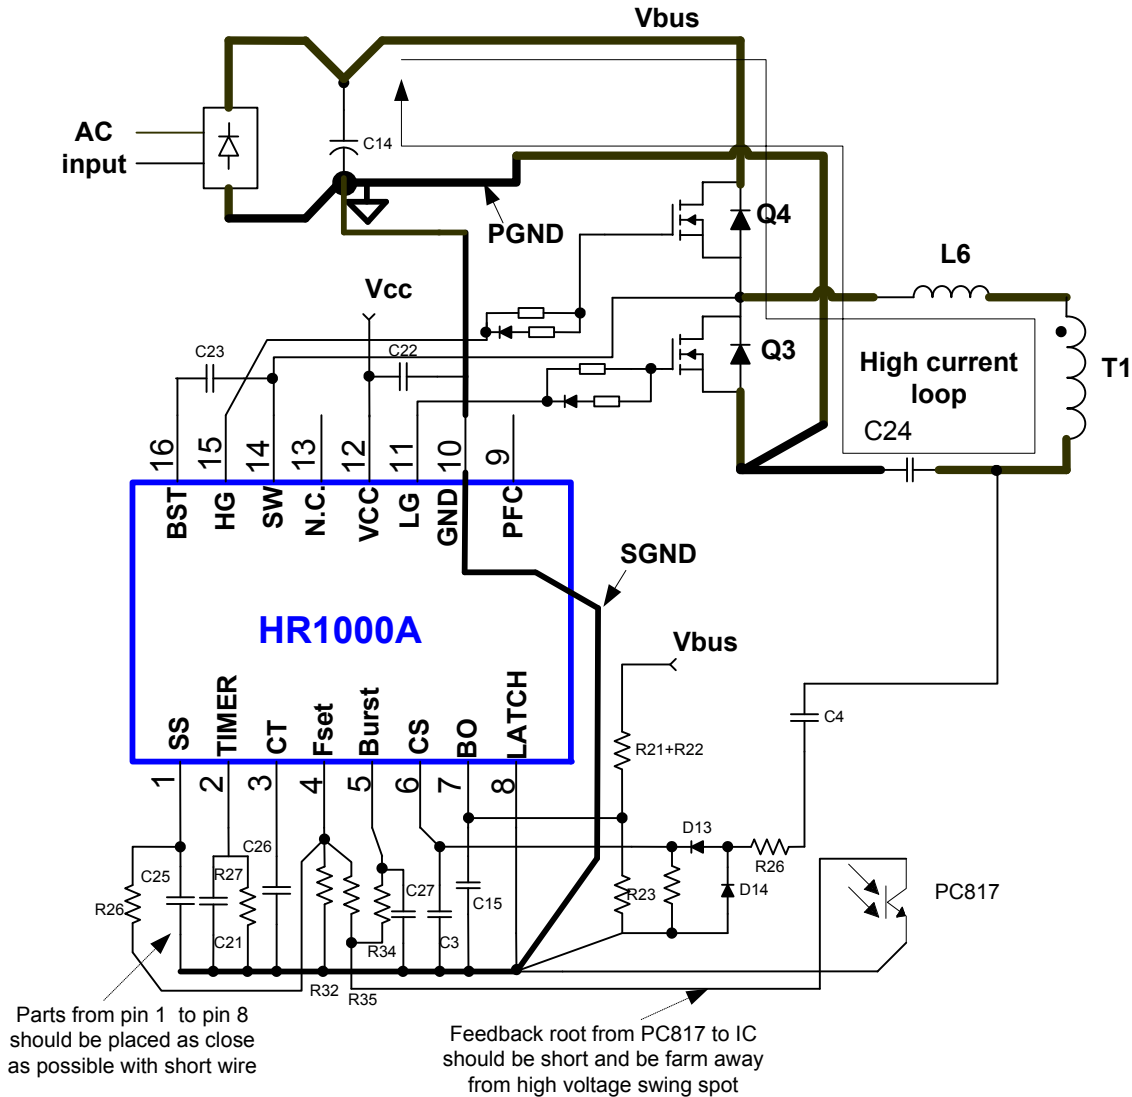 Vbus
AC
input
C14
PGND
Q4
L6
Vcc
C23
C22
Q3
High current
loop
T1
C24
16
15
14
13
12
11
10
9
BST
HG
SW
N.C.
VCC
LG
GND
PFC
SGND
HR1000A
Vbus
SS
TIMER
CT
Fset
Burst
CS
BO
LATCH
C4
R21+R22
1
2
3
4
5
6
7
8
D13
R26
C25
R27
C26
C27
C15
R23
D14
PC817
R26
C21
R34
C3
R32
R35
Parts from pin 1 to pin 8
should be placed as close
as possible with short wire
Feedback root from PC817 to IC
should be short and be farm away
from high voltage swing spot